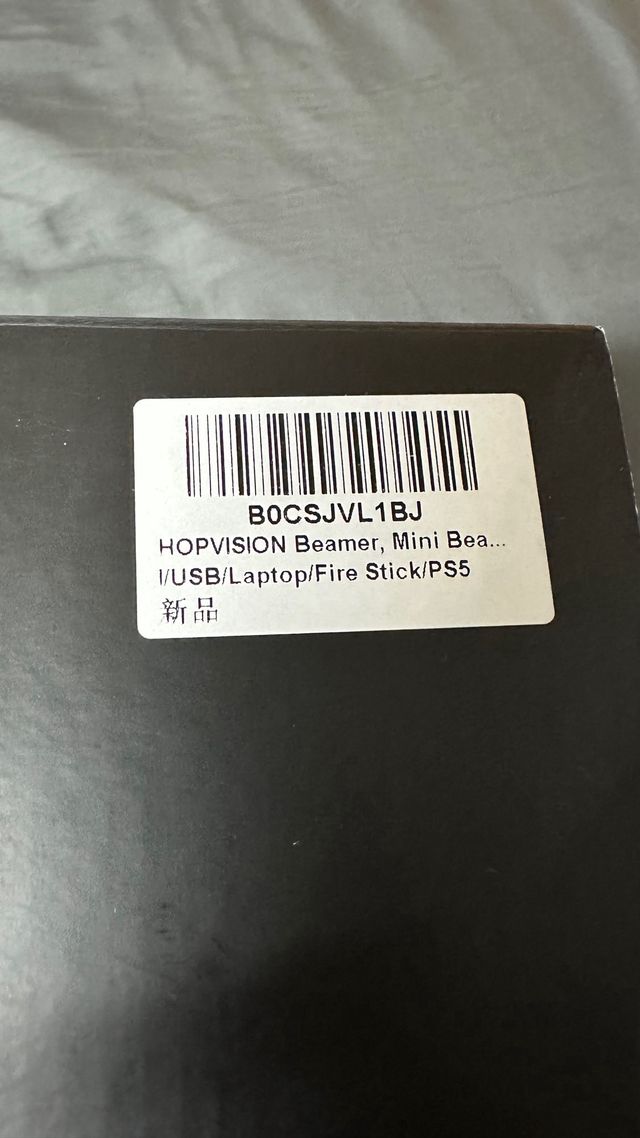 B0CSJVL1BJ
HOPVISION Beamer, Mini Bea...
I/USB/Laptop/Fire Stick/PS5
新品